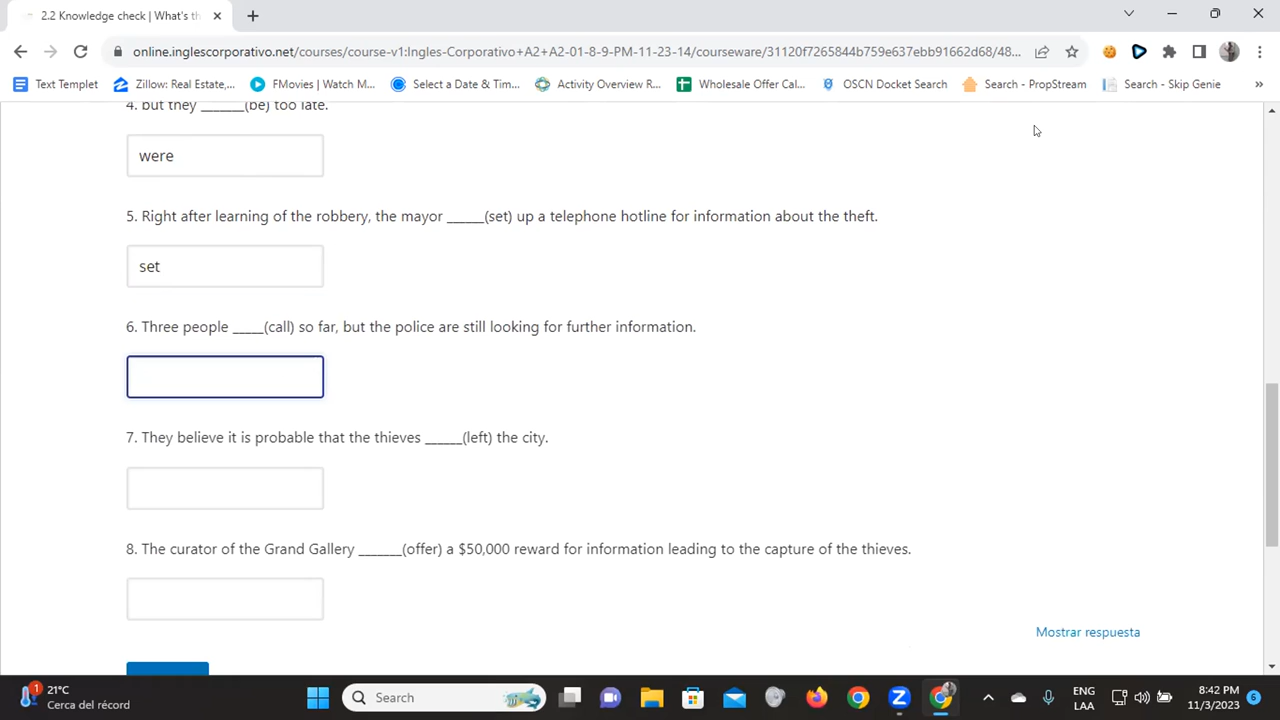 2.2 Knowledge check | What's th
online.inglescorporativo.net/courses/course-v1:Ingles-Corporativo+A2+A2-01-8-9-PM-11-23-14/courseware/31120f7265844b759e637ebb91662d68/48...
Text Templet Zillow: Real Estate,... FMovies | Watch M... Select a Date & Tim... Activity Overview R... Wholesale Offer Cal... OSCN Docket Search Search - PropStream Search - Skip Genie
4. but they _______(be) too late.
were
5. Right after learning of the robbery, the mayor ______(set) up a telephone hotline for information about the theft.
set
6. Three people _____(call) so far, but the police are still looking for further information.
7. They believe it is probable that the thieves ______(left) the city.
8. The curator of the Grand Gallery _______(offer) a $50,000 reward for information leading to the capture of the thieves.
Mostrar respuesta
1 21°C
Cerca del récord
Search
ENG
LAA
8:42 PM
11/3/2023
6